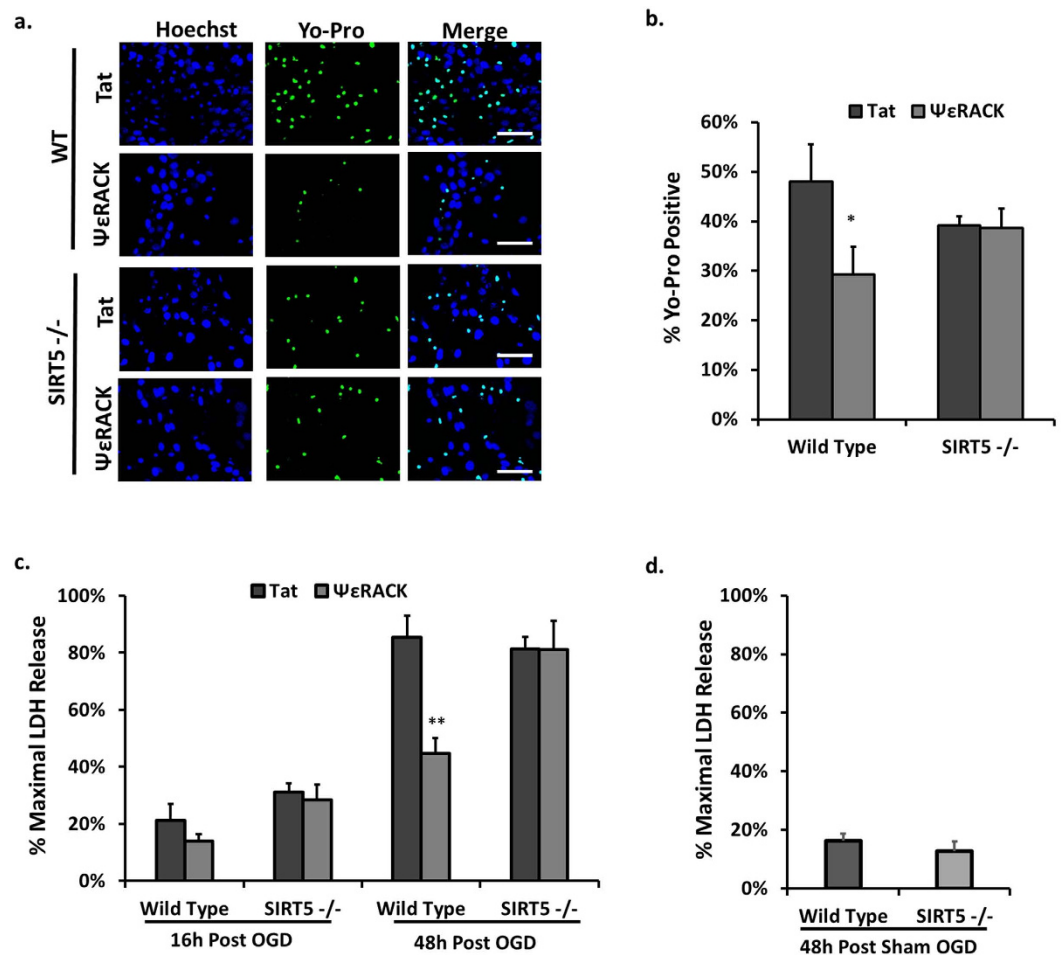 a.
Hoechst Yo-Pro Merge
WT
Tat
ΨεRACK
SIRT5 -/-
Tat
ΨεRACK
b.
Tat ΨεRACK
% Yo-Pro Positive
60%
50%
40%
30%
20%
10%
0%
*
Wild Type SIRT5 -/-
c.
Tat ΨεRACK
% Maximal LDH Release
100%
80%
60%
40%
20%
0%
**
Wild Type SIRT5 -/- Wild Type SIRT5 -/-
16h Post OGD 48h Post OGD
d.
% Maximal LDH Release
100%
80%
60%
40%
20%
0%
Wild Type SIRT5 -/-
48h Post Sham OGD